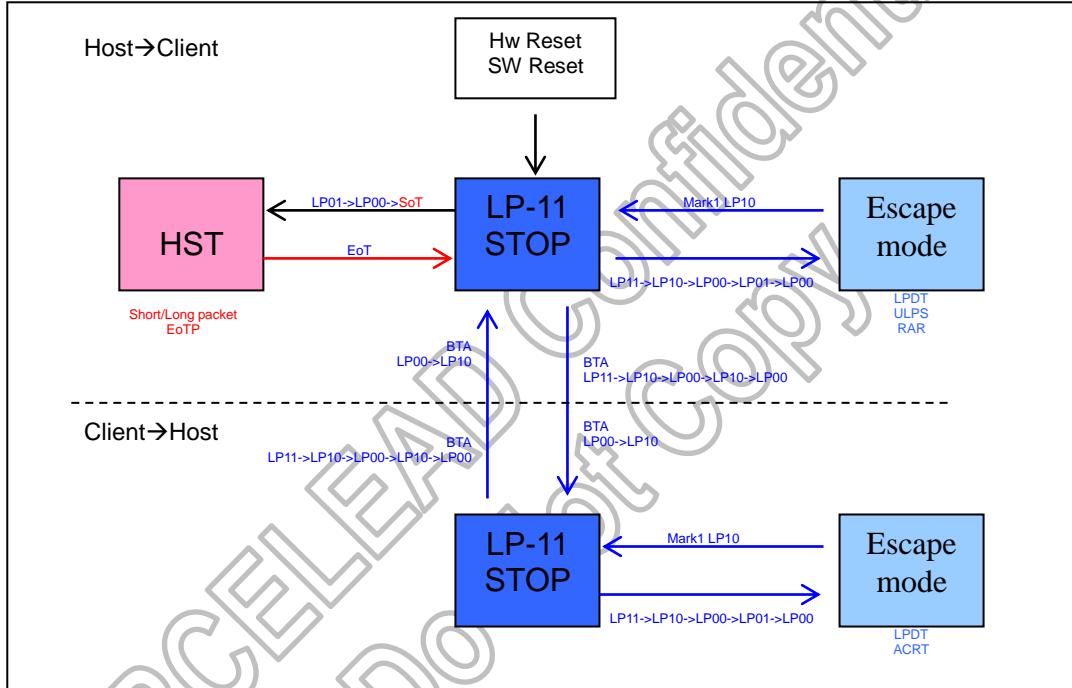 Host→Client
Hw Reset
SW Reset
HST
Short/Long packet
EoTP
LP01->LP00->SoT
EoT
LP-11
STOP
Mark1 LP10
LP11->LP10->LP00->LP01->LP00
Escape
mode
LPDT
ULPS
RAR
BTA
LP00->LP10
BTA
LP11->LP10->LP00->LP10->LP00
Client→Host
BTA
LP11->LP10->LP00->LP10->LP00
BTA
LP00->LP10
LP-11
STOP
Mark1 LP10
LP11->LP10->LP00->LP01->LP00
Escape
mode
LPDT
ACRT
Copy